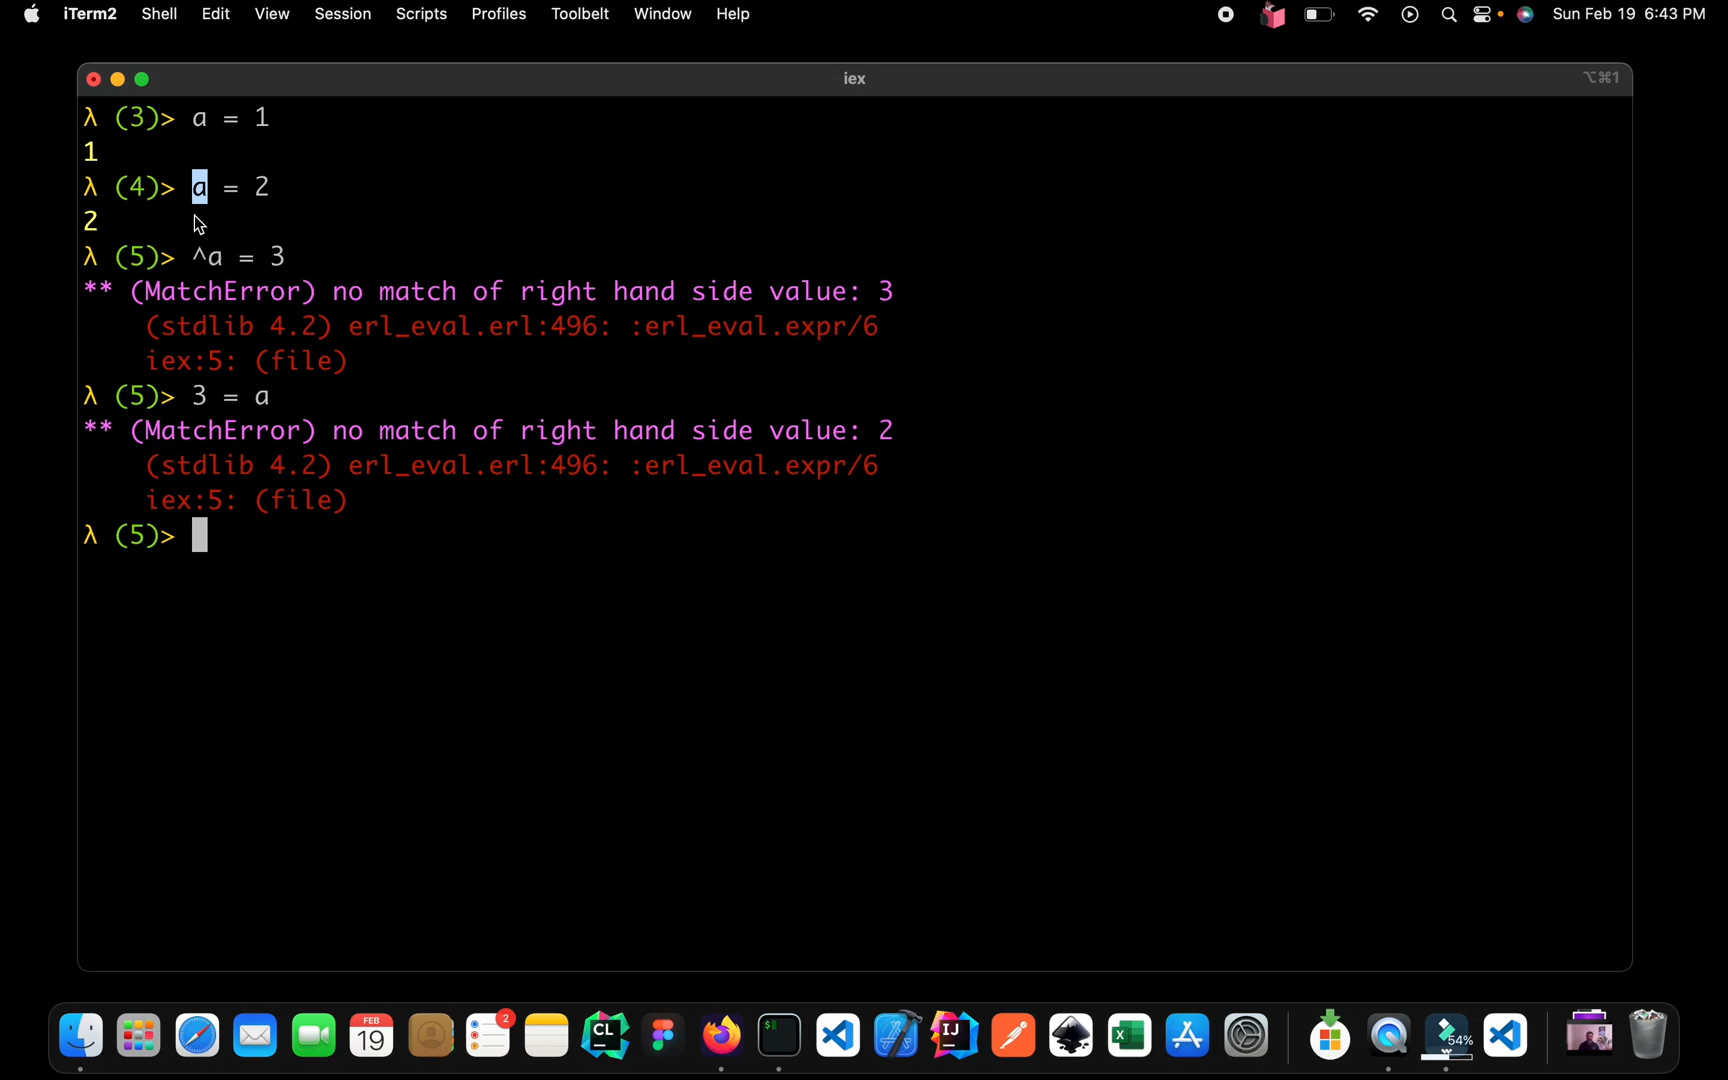 iTerm2 Shell Edit View Session Scripts Profiles Toolbelt Window Help Sun Feb 19 6:43 PM
iex ⌥⌘1
λ (3)> a = 1
1
λ (4)> a = 2
2
λ (5)> ^a = 3
** (MatchError) no match of right hand side value: 3
(stdlib 4.2) erl_eval.erl:496: :erl_eval.expr/6
iex:5: (file)
λ (5)> 3 = a
** (MatchError) no match of right hand side value: 2
(stdlib 4.2) erl_eval.erl:496: :erl_eval.expr/6
iex:5: (file)
λ (5)>
FEB
19
2
CL
$
IJ
X
54%